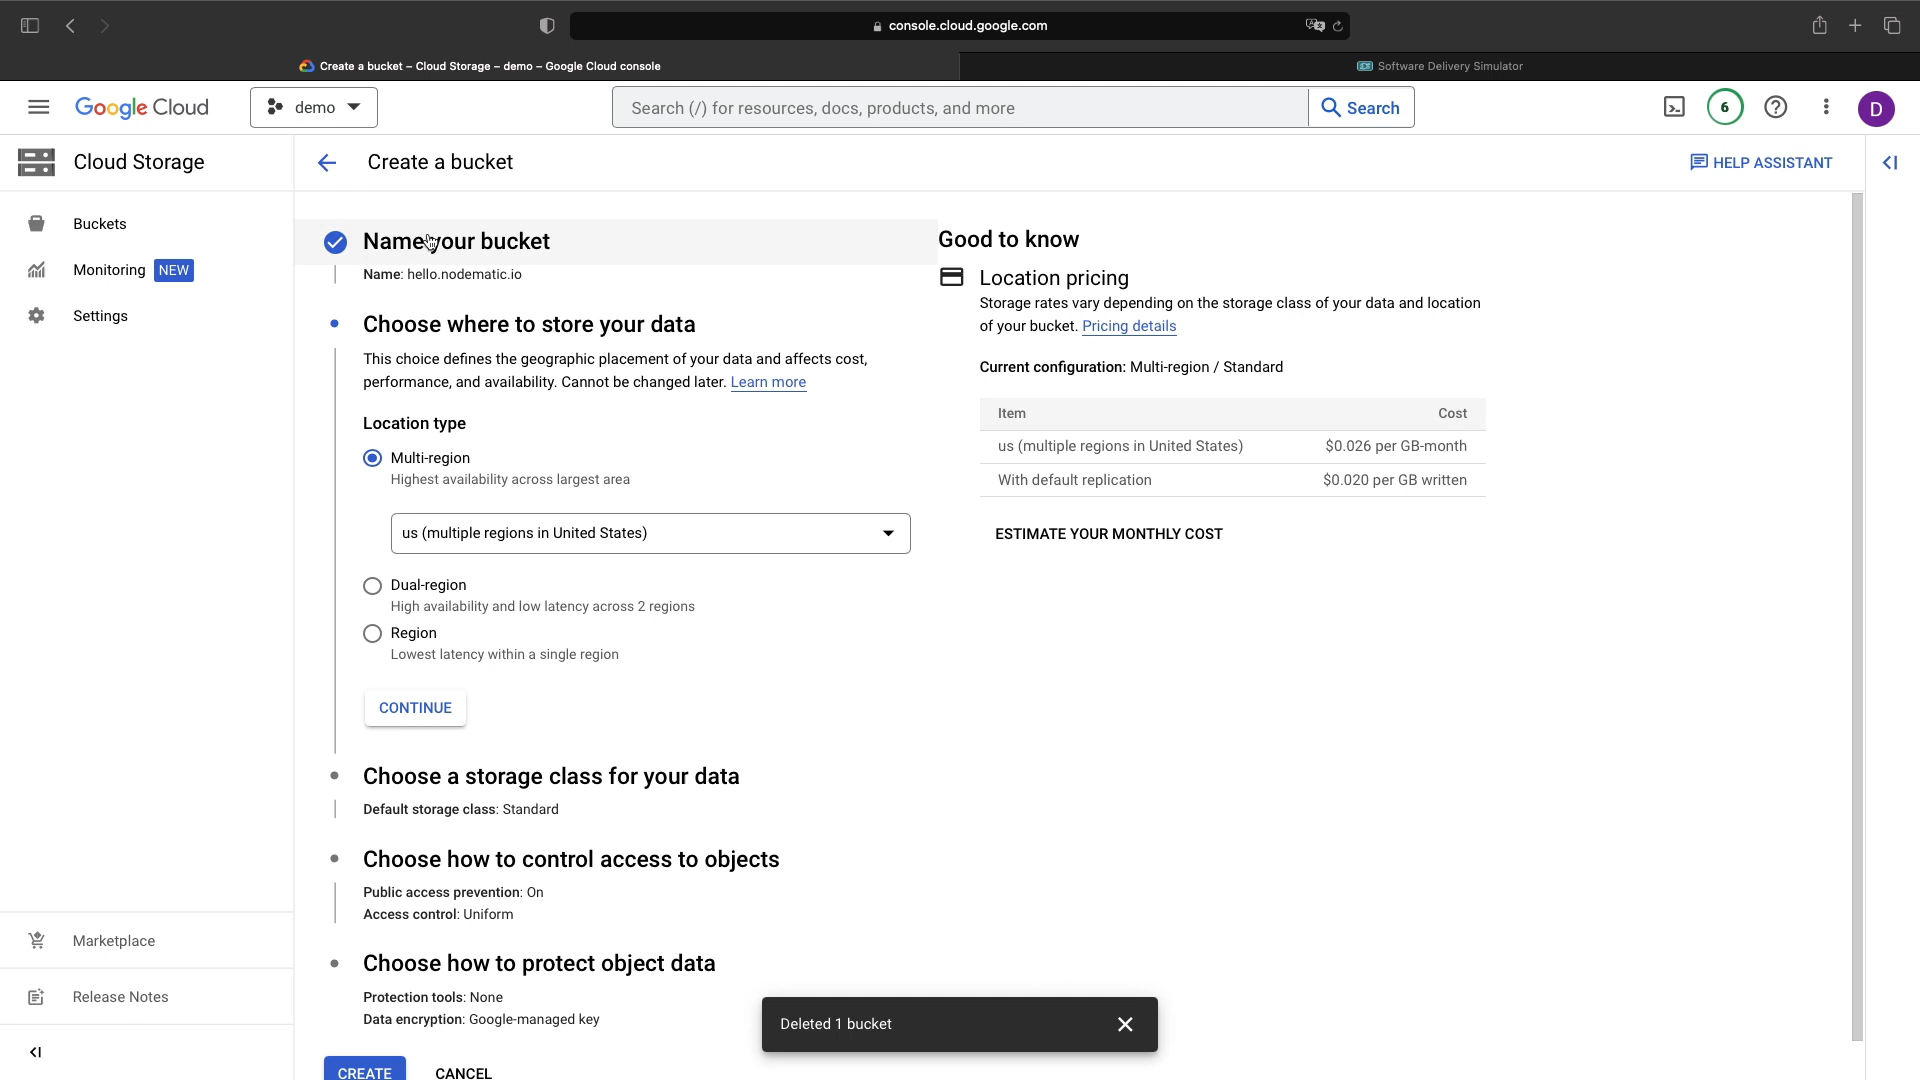 console.cloud.google.com
Create a bucket – Cloud Storage – demo – Google Cloud console
Software Delivery Simulator
Google Cloud
demo
Search (/) for resources, docs, products, and more
Search
6
D
Cloud Storage
Create a bucket
HELP ASSISTANT
Buckets
Monitoring NEW
Settings
Name your bucket
Name: hello.nodematic.io
Choose where to store your data
This choice defines the geographic placement of your data and affects cost,
performance, and availability. Cannot be changed later. Learn more
Location type
Multi-region
Highest availability across largest area
us (multiple regions in United States)
Dual-region
High availability and low latency across 2 regions
Region
Lowest latency within a single region
CONTINUE
Choose a storage class for your data
Default storage class: Standard
Choose how to control access to objects
Public access prevention: On
Access control: Uniform
Choose how to protect object data
Protection tools: None
Data encryption: Google-managed key
CREATE
CANCEL
Good to know
Location pricing
Storage rates vary depending on the storage class of your data and location
of your bucket. Pricing details
Current configuration: Multi-region / Standard
Item Cost
us (multiple regions in United States) $0.026 per GB-month
With default replication $0.020 per GB written
ESTIMATE YOUR MONTHLY COST
Marketplace
Release Notes
Deleted 1 bucket